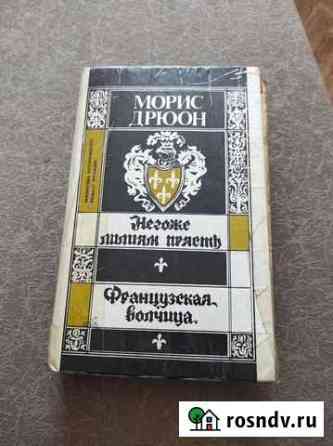 МОРИС
ДРЮОН
Негоже
лилиям прясть
Французская
волчица.
rosndv.ru